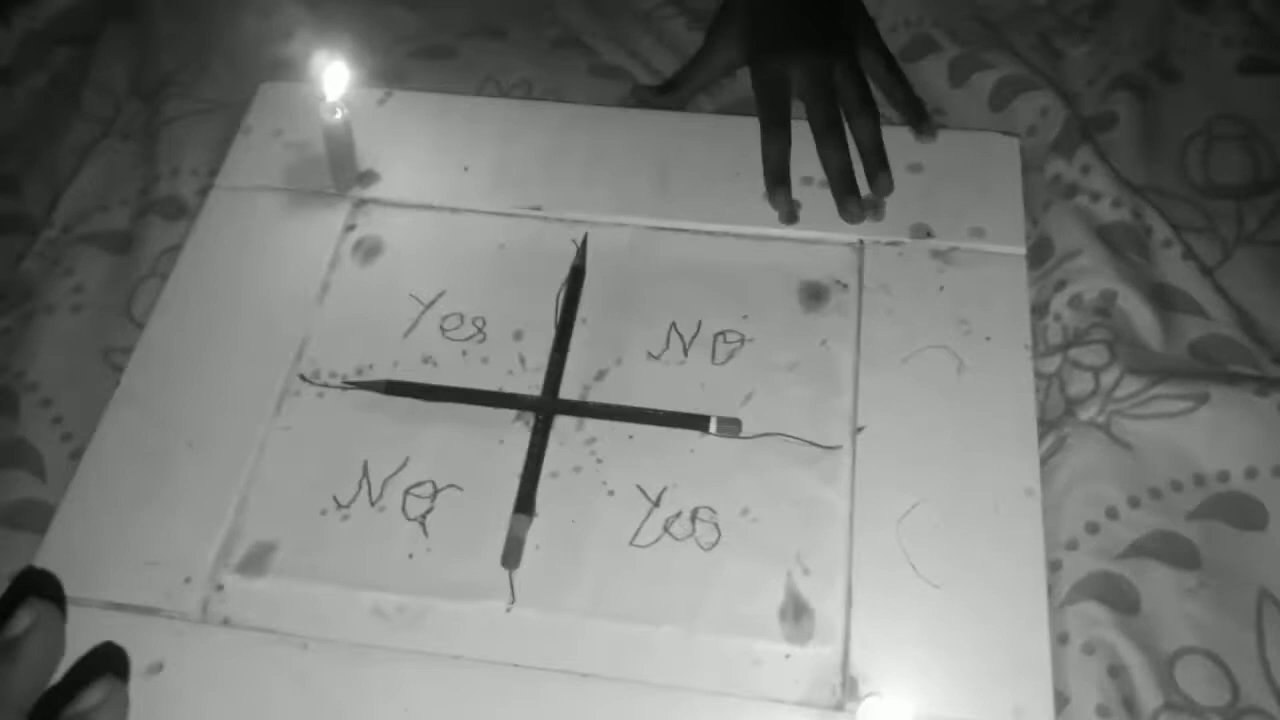 Yes No
No Yes